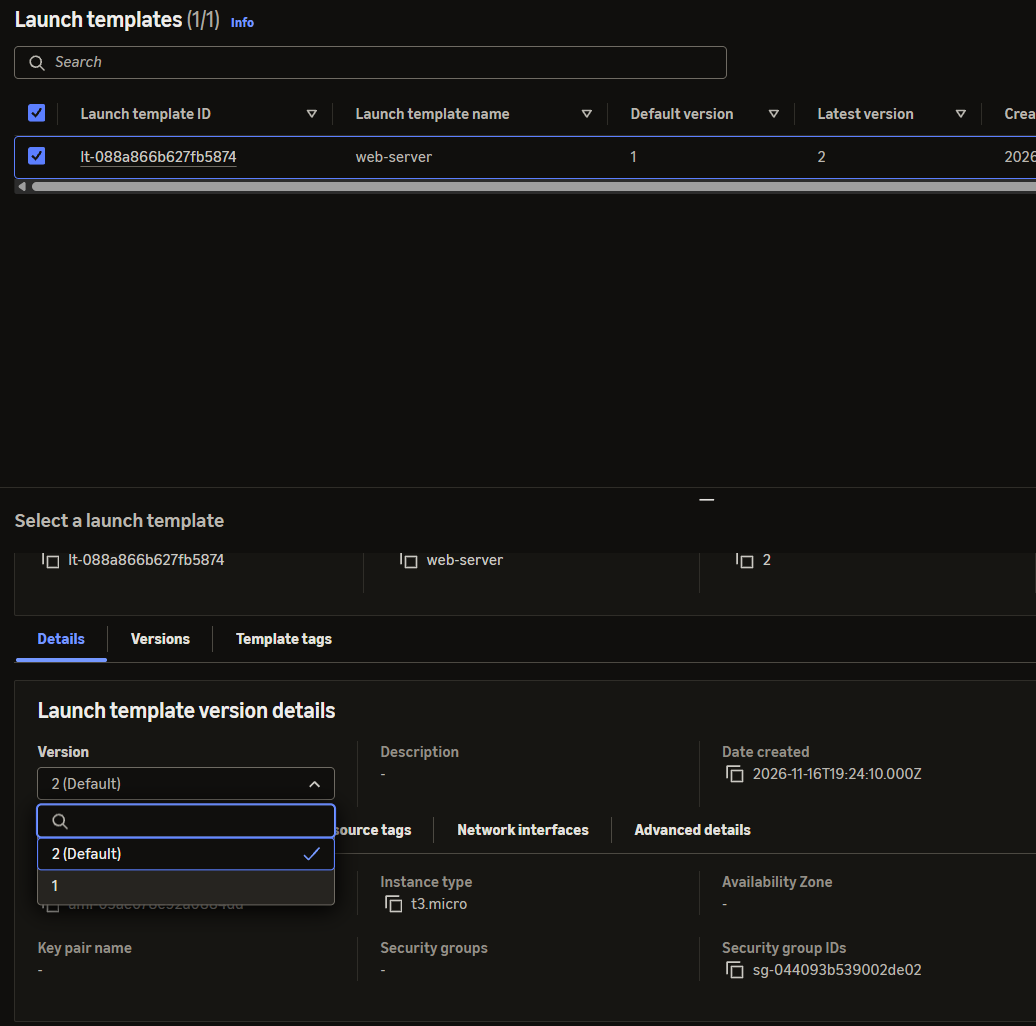 Launch templates (1/1) Info
Search
Launch template ID Launch template name Default version Latest version Crea
lt-088a866b627fb5874 web-server 1 2 2026
Select a launch template
lt-088a866b627fb5874 web-server 2
Details Versions Template tags
Launch template version details
Version Description Date created
2 (Default) - 2026-11-16T19:24:10.000Z
source tags Network interfaces Advanced details
2 (Default)
1
Instance type Availability Zone
t3.micro -
Key pair name Security groups Security group IDs
- - sg-044093b539002de02